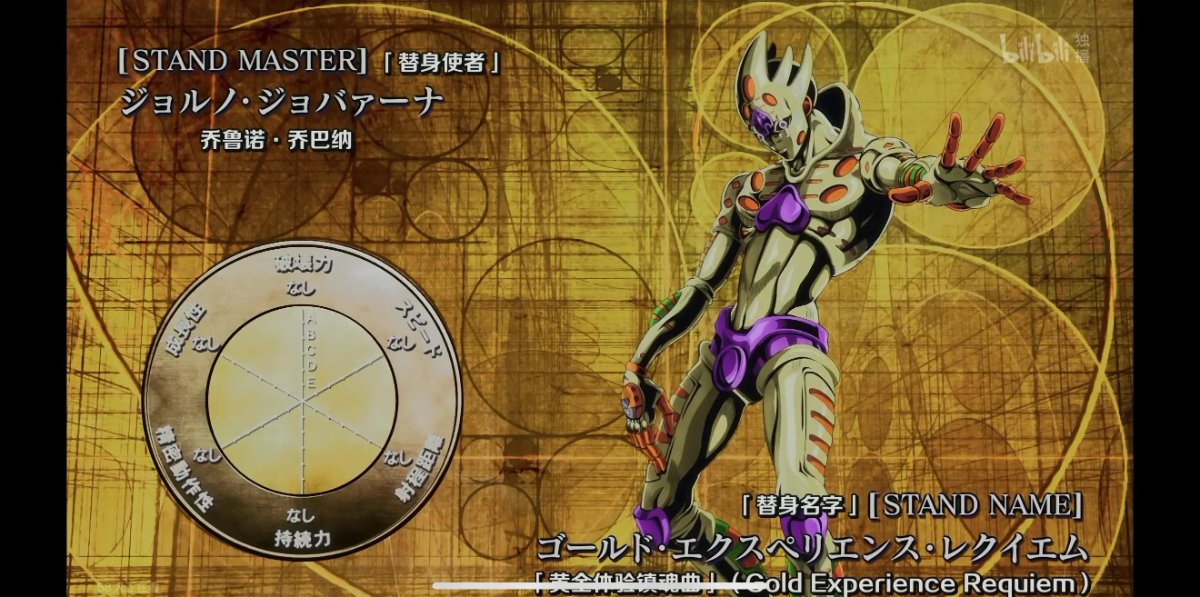 [STAND MASTER]「替身使者」
ジョルノ・ジョバァーナ
乔鲁诺・乔巴纳
bilibili 独播
破壊力
なし
スピード
なし
射程距離
なし
持続力
なし
精密動作性
なし
成長性
なし
A
B
C
D
E
「替身名字」[STAND NAME]
ゴールド・エクスペリエンス・レクイエム
「黄金体验镇魂曲」(Gold Experience Requiem)